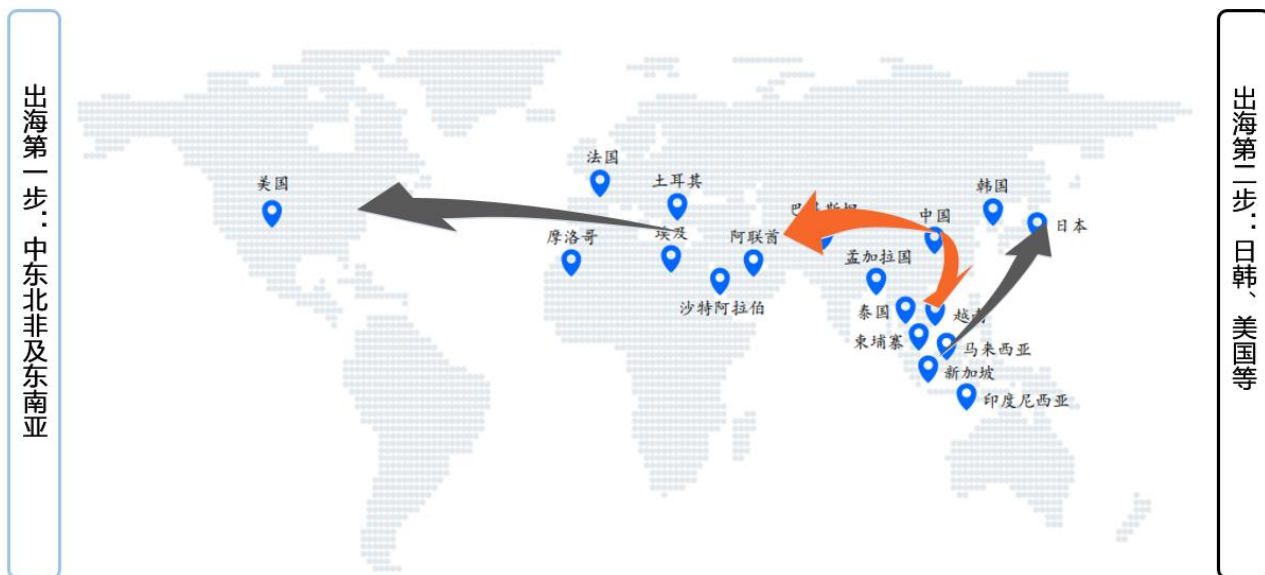 出海第一步：中东北非及东南亚
美国
法国
土耳其
摩洛哥
埃及
阿联酋
沙特阿拉伯
中国
韩国
日本
孟加拉国
泰国
柬埔寨
马来西亚
新加坡
印度尼西亚
出海第二步：日韩、美国等